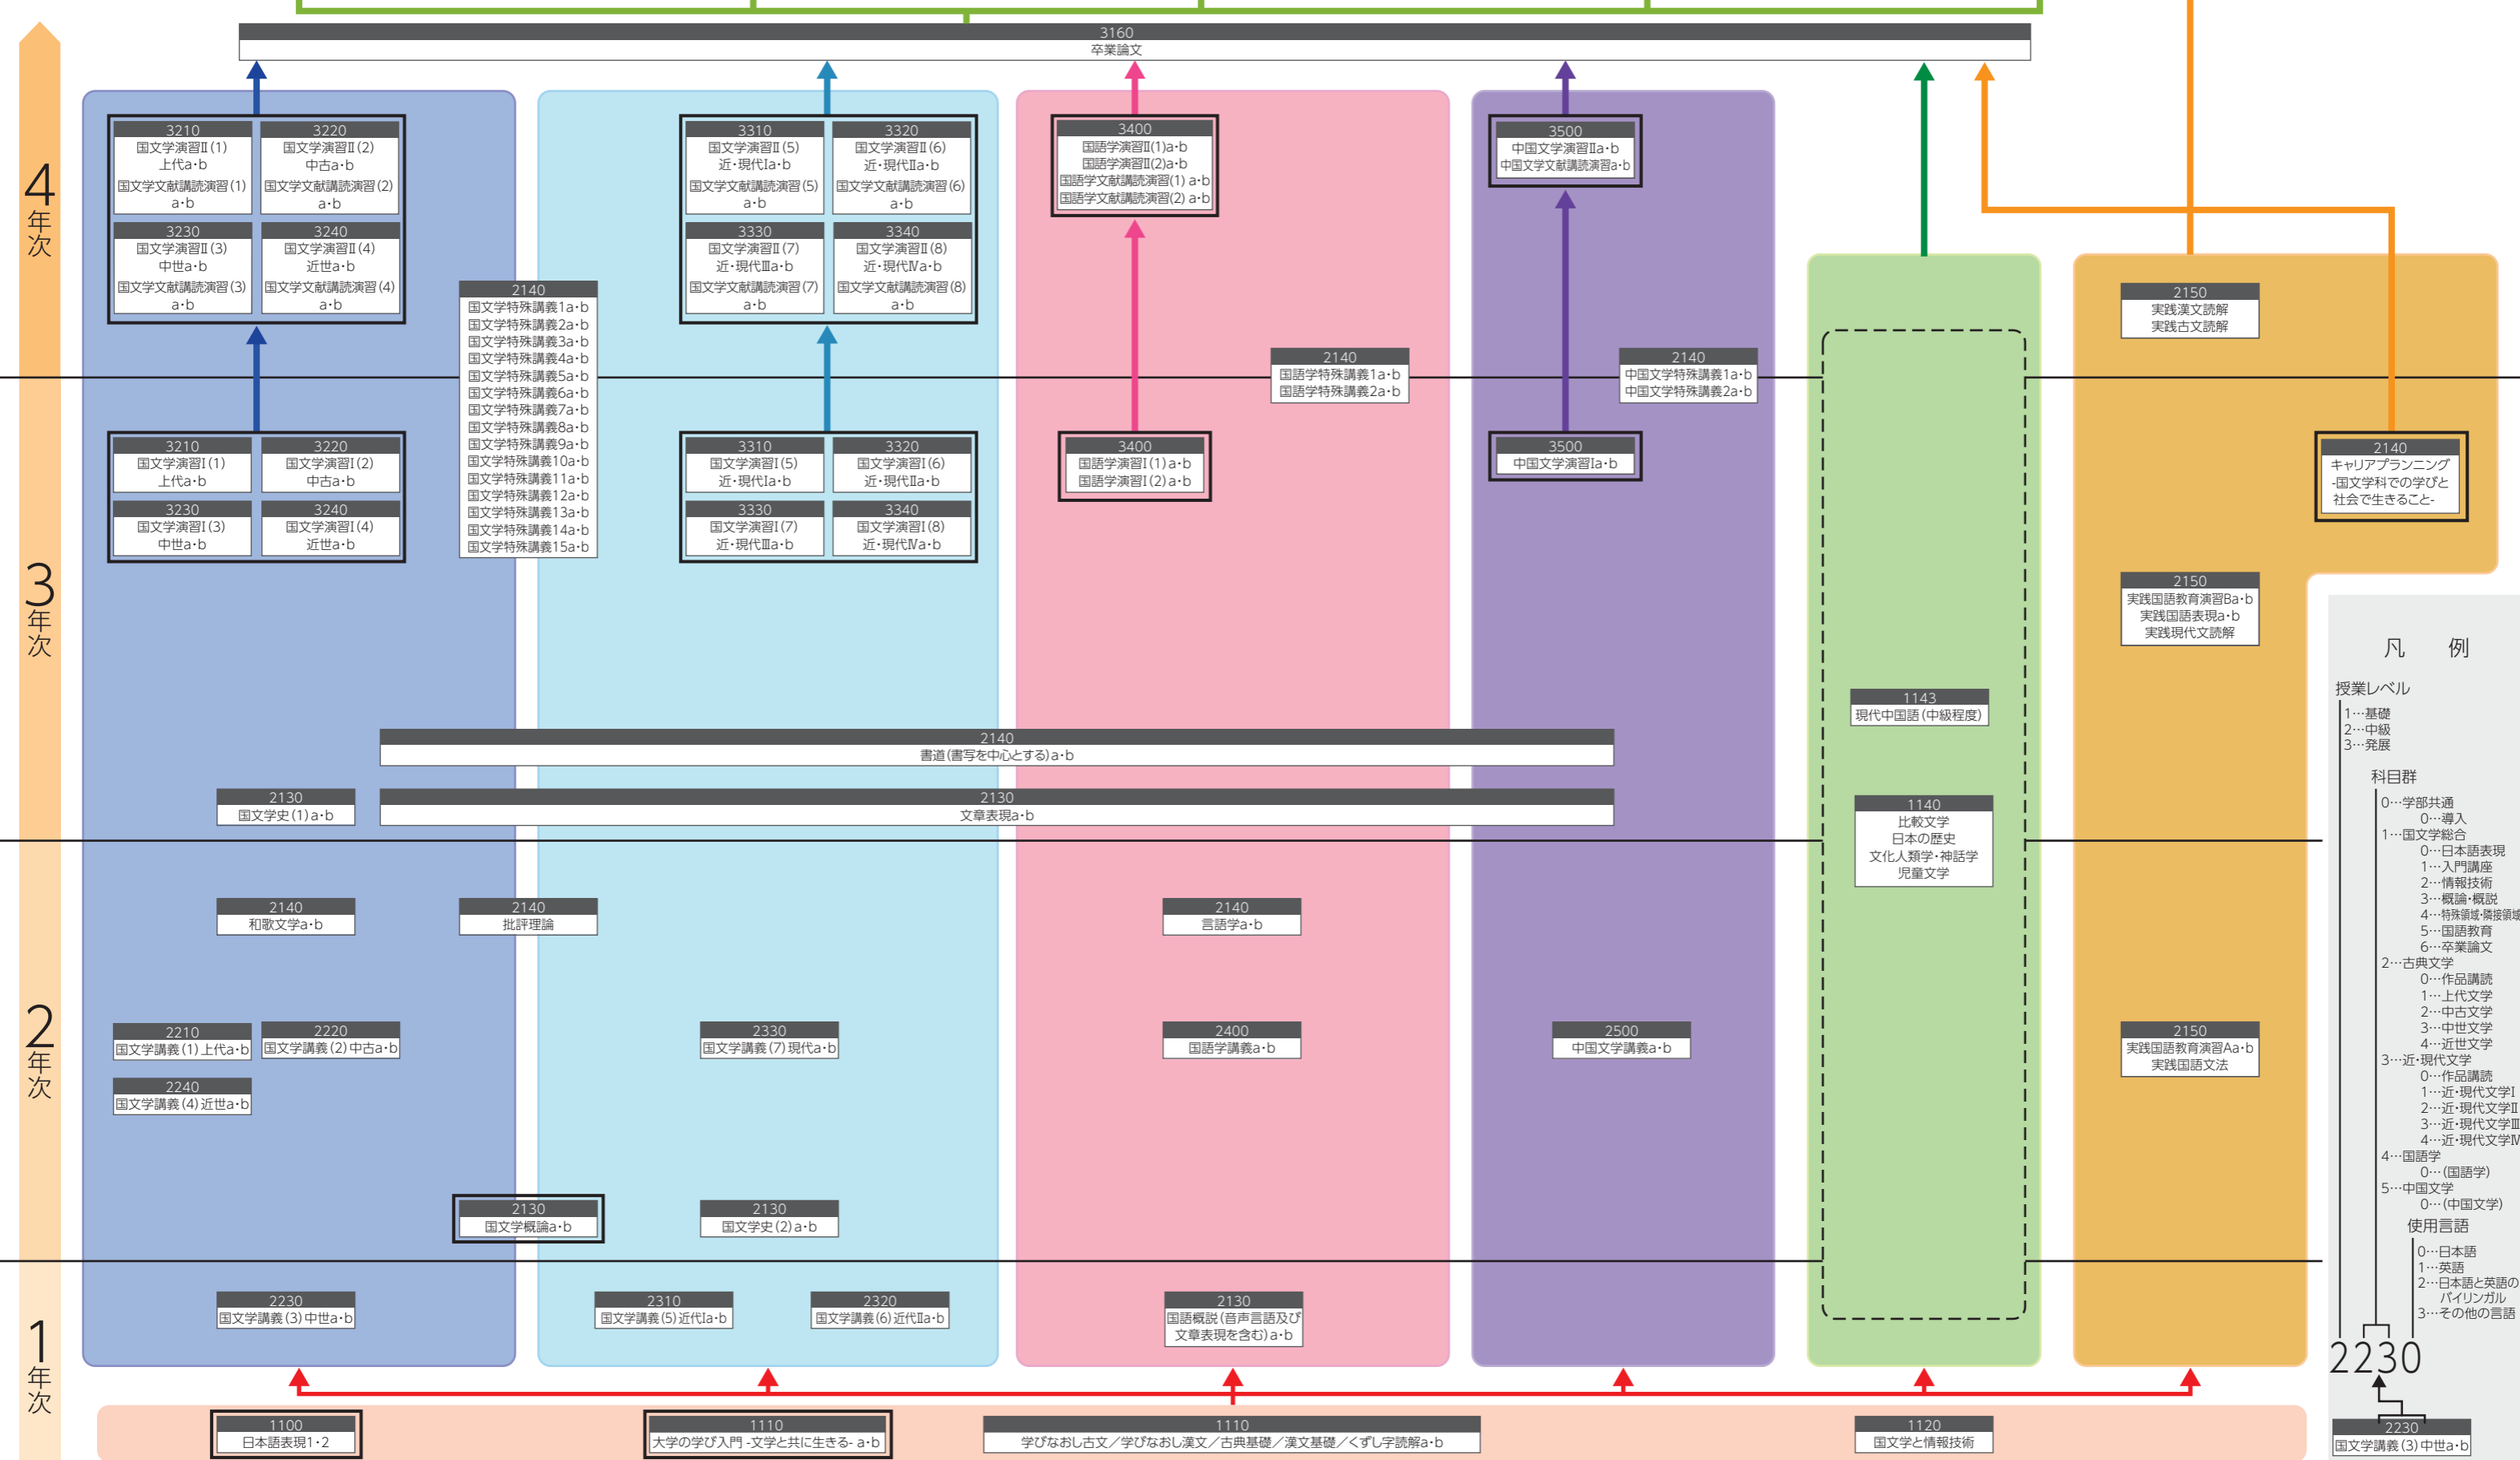 3160
卒業論文
4年次
3210
国文学演習Ⅱ(1)
上代a・b
国文学文献講読演習(1)
a・b
3220
国文学演習Ⅱ(2)
中古a・b
国文学文献講読演習(2)
a・b
3230
国文学演習Ⅱ(3)
中世a・b
国文学文献講読演習(3)
a・b
3240
国文学演習Ⅱ(4)
近世a・b
国文学文献講読演習(4)
a・b
3310
国文学演習Ⅱ(5)
近・現代Ⅰa・b
国文学文献講読演習(5)
a・b
3320
国文学演習Ⅱ(6)
近・現代Ⅱa・b
国文学文献講読演習(6)
a・b
3330
国文学演習Ⅱ(7)
近・現代Ⅲa・b
国文学文献講読演習(7)
a・b
3340
国文学演習Ⅱ(8)
近・現代Ⅳa・b
国文学文献講読演習(8)
a・b
3400
国語学演習Ⅱ(1)a・b
国語学演習Ⅱ(2)a・b
国語学文献講読演習(1) a・b
国語学文献講読演習(2) a・b
3500
中国文学演習Ⅱa・b
中国文学文献講読演習a・b
2140
国文学特殊講義1a・b
国文学特殊講義2a・b
国文学特殊講義3a・b
国文学特殊講義4a・b
国文学特殊講義5a・b
国文学特殊講義6a・b
国文学特殊講義7a・b
国文学特殊講義8a・b
国文学特殊講義9a・b
国文学特殊講義10a・b
国文学特殊講義11a・b
国文学特殊講義12a・b
国文学特殊講義13a・b
国文学特殊講義14a・b
国文学特殊講義15a・b
2140
国語学特殊講義1a・b
国語学特殊講義2a・b
2140
中国文学特殊講義1a・b
中国文学特殊講義2a・b
2150
実践漢文読解
実践古文読解
3年次
3210
国文学演習Ⅰ(1)
上代a・b
3220
国文学演習Ⅰ(2)
中古a・b
3230
国文学演習Ⅰ(3)
中世a・b
3240
国文学演習Ⅰ(4)
近世a・b
3310
国文学演習Ⅰ(5)
近・現代Ⅰa・b
3320
国文学演習Ⅰ(6)
近・現代Ⅱa・b
3330
国文学演習Ⅰ(7)
近・現代Ⅲa・b
3340
国文学演習Ⅰ(8)
近・現代Ⅳa・b
3400
国語学演習Ⅰ(1)a・b
国語学演習Ⅰ(2)a・b
3500
中国文学演習Ⅰa・b
2140
キャリアプランニング
-国文学科での学びと
社会で生きること-
2150
実践国語教育演習Ba・b
実践国語表現a・b
実践現代文読解
1143
現代中国語(中級程度)
2140
書道(書写を中心とする)a・b
2130
国文学史(1)a・b
2130
文章表現a・b
1140
比較文学
日本の歴史
文化人類学・神話学
児童文学
2年次
2140
和歌文学a・b
2140
批評理論
2140
言語学a・b
2210
国文学講義(1)上代a・b
2220
国文学講義(2)中古a・b
2240
国文学講義(4)近世a・b
2330
国文学講義(7)現代a・b
2400
国語学講義a・b
2500
中国文学講義a・b
2150
実践国語教育演習Aa・b
実践国語文法
2130
国文学概論a・b
2130
国文学史(2)a・b
1年次
2230
国文学講義(3)中世a・b
2310
国文学講義(5)近代Ⅰa・b
2320
国文学講義(6)近代Ⅱa・b
2130
国語概説(音声言語及び
文章表現を含む)a・b
1100
日本語表現1・2
1110
大学の学び入門 -文学と共に生きる- a・b
1110
学びなおし古文／学びなおし漢文／古典基礎／漢文基礎／くずし字読解a・b
1120
国文学と情報技術
凡 例
授業レベル
1…基礎
2…中級
3…発展
科目群
0…学部共通
0…導入
1…国文学総合
0…日本語表現
1…入門講座
2…情報技術
3…概論・概説
4…特殊領域・隣接領域
5…国語教育
6…卒業論文
2…古典文学
0…作品講読
1…上代文学
2…中古文学
3…中世文学
4…近世文学
3…近・現代文学
0…作品講読
1…近・現代文学Ⅰ
2…近・現代文学Ⅱ
3…近・現代文学Ⅲ
4…近・現代文学Ⅳ
4…国語学
0…(国語学)
5…中国文学
0…(中国文学)
使用言語
0…日本語
1…英語
2…日本語と英語の
バイリンガル
3…その他の言語
2230
2230
国文学講義(3)中世a・b